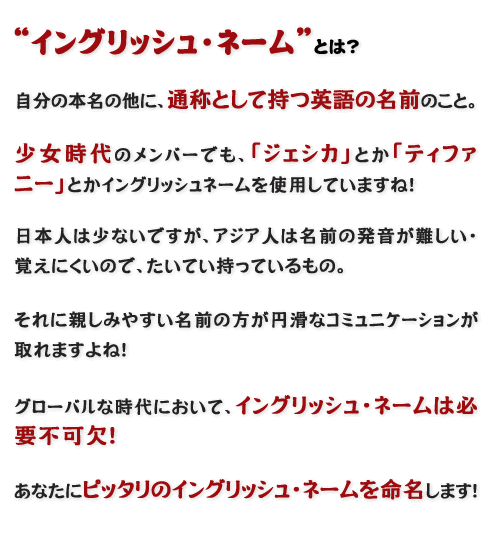 “イングリッシュ・ネーム”とは?
自分の本名の他に、通称として持つ英語の名前のこと。
少女時代のメンバーでも、「ジェシカ」とか「ティファ
ニー」とかイングリッシュネームを使用していますね!
日本人は少ないですが、アジア人は名前の発音が難しい・
覚えにくいので、たいてい持っているもの。
それに親しみやすい名前の方が円滑なコミュニケーションが
取れますよね!
グローバルな時代において、イングリッシュ・ネームは必
要不可欠!
あなたにピッタリのイングリッシュ・ネームを命名します!